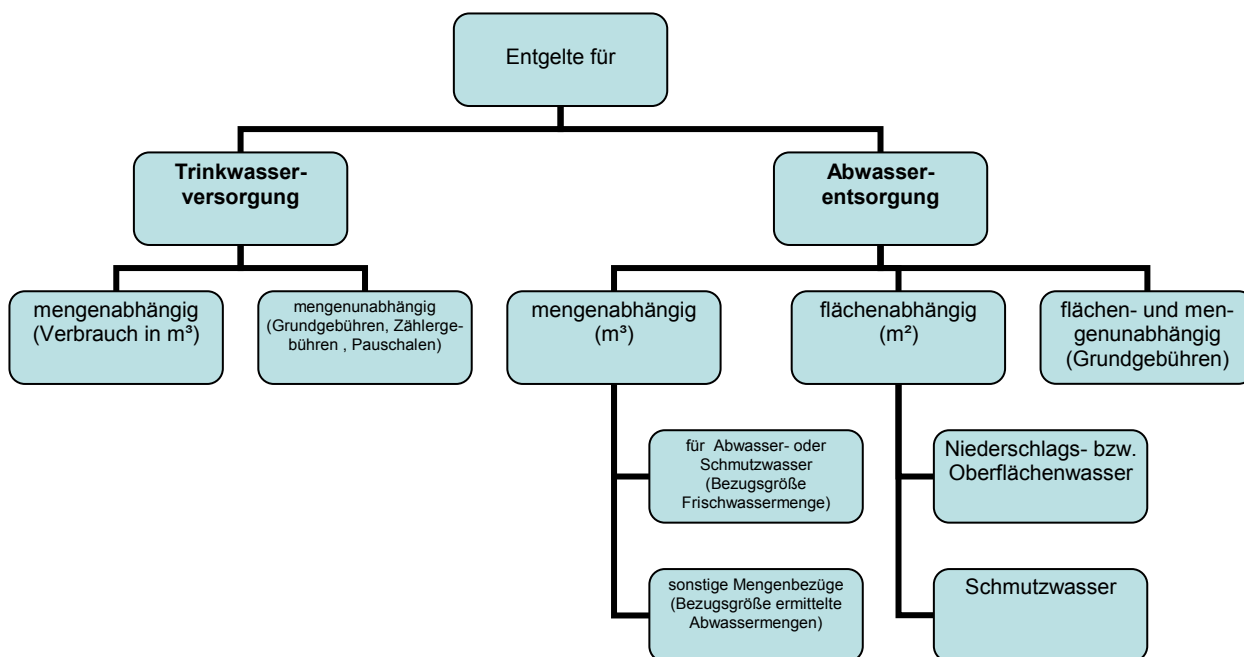 Entgelte für
Trinkwasser-
versorgung
Abwasser-
entsorgung
mengenabhängig
(Verbrauch in m³)
mengenunabhängig
(Grundgebühren, Zählerge-
bühren , Pauschalen)
mengenabhängig
(m³)
flächenabhängig
(m²)
flächen- und men-
genunabhängig
(Grundgebühren)
für Abwasser- oder
Schmutzwasser
(Bezugsgröße
Frischwassermenge)
Niederschlags- bzw.
Oberflächenwasser
sonstige Mengenbezüge
(Bezugsgröße ermittelte
Abwassermengen)
Schmutzwasser